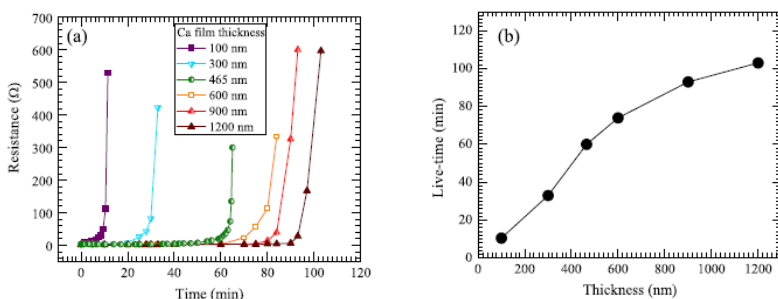 (a)
Ca film thickness
100 nm
300 nm
465 nm
600 nm
900 nm
1200 nm
Resistance (Ω)
700
600
500
400
300
200
100
0
0 20 40 60 80 100 120
Time (min)
(b)
Live-time (min)
120
100
80
60
40
20
0
0 200 400 600 800 1000 1200
Thickness (nm)